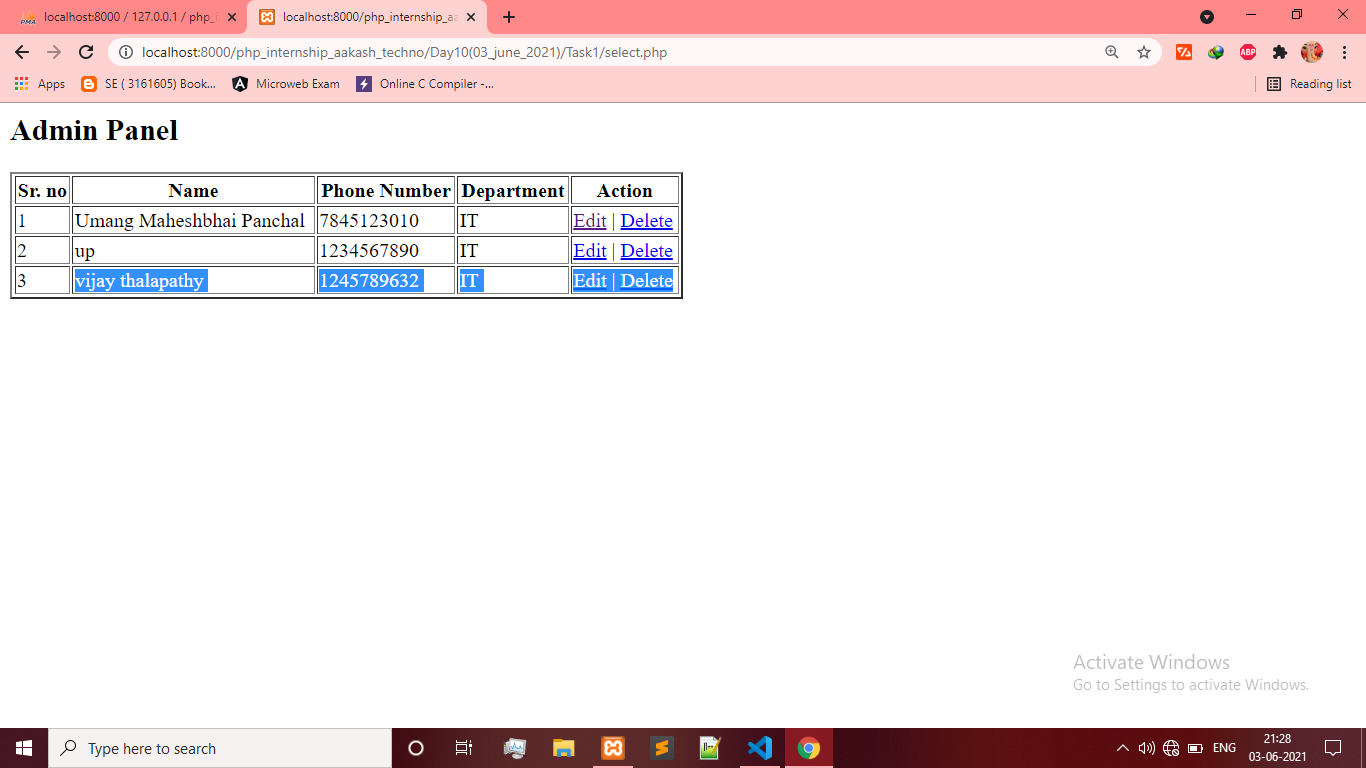 localhost:8000 / 127.0.0.1 / php_i
localhost:8000/php_internship_aa
localhost:8000/php_internship_aakash_techno/Day10(03_june_2021)/Task1/select.php
ABP
Apps
SE ( 3161605) Book...
Microweb Exam
Online C Compiler -...
Reading list
Admin Panel
Sr. no Name Phone Number Department Action
1 Umang Maheshbhai Panchal 7845123010 IT Edit | Delete
2 up 1234567890 IT Edit | Delete
3 vijay thalapathy 1245789632 IT Edit | Delete
Activate Windows
Go to Settings to activate Windows.
Type here to search
ENG
21:28
03-06-2021